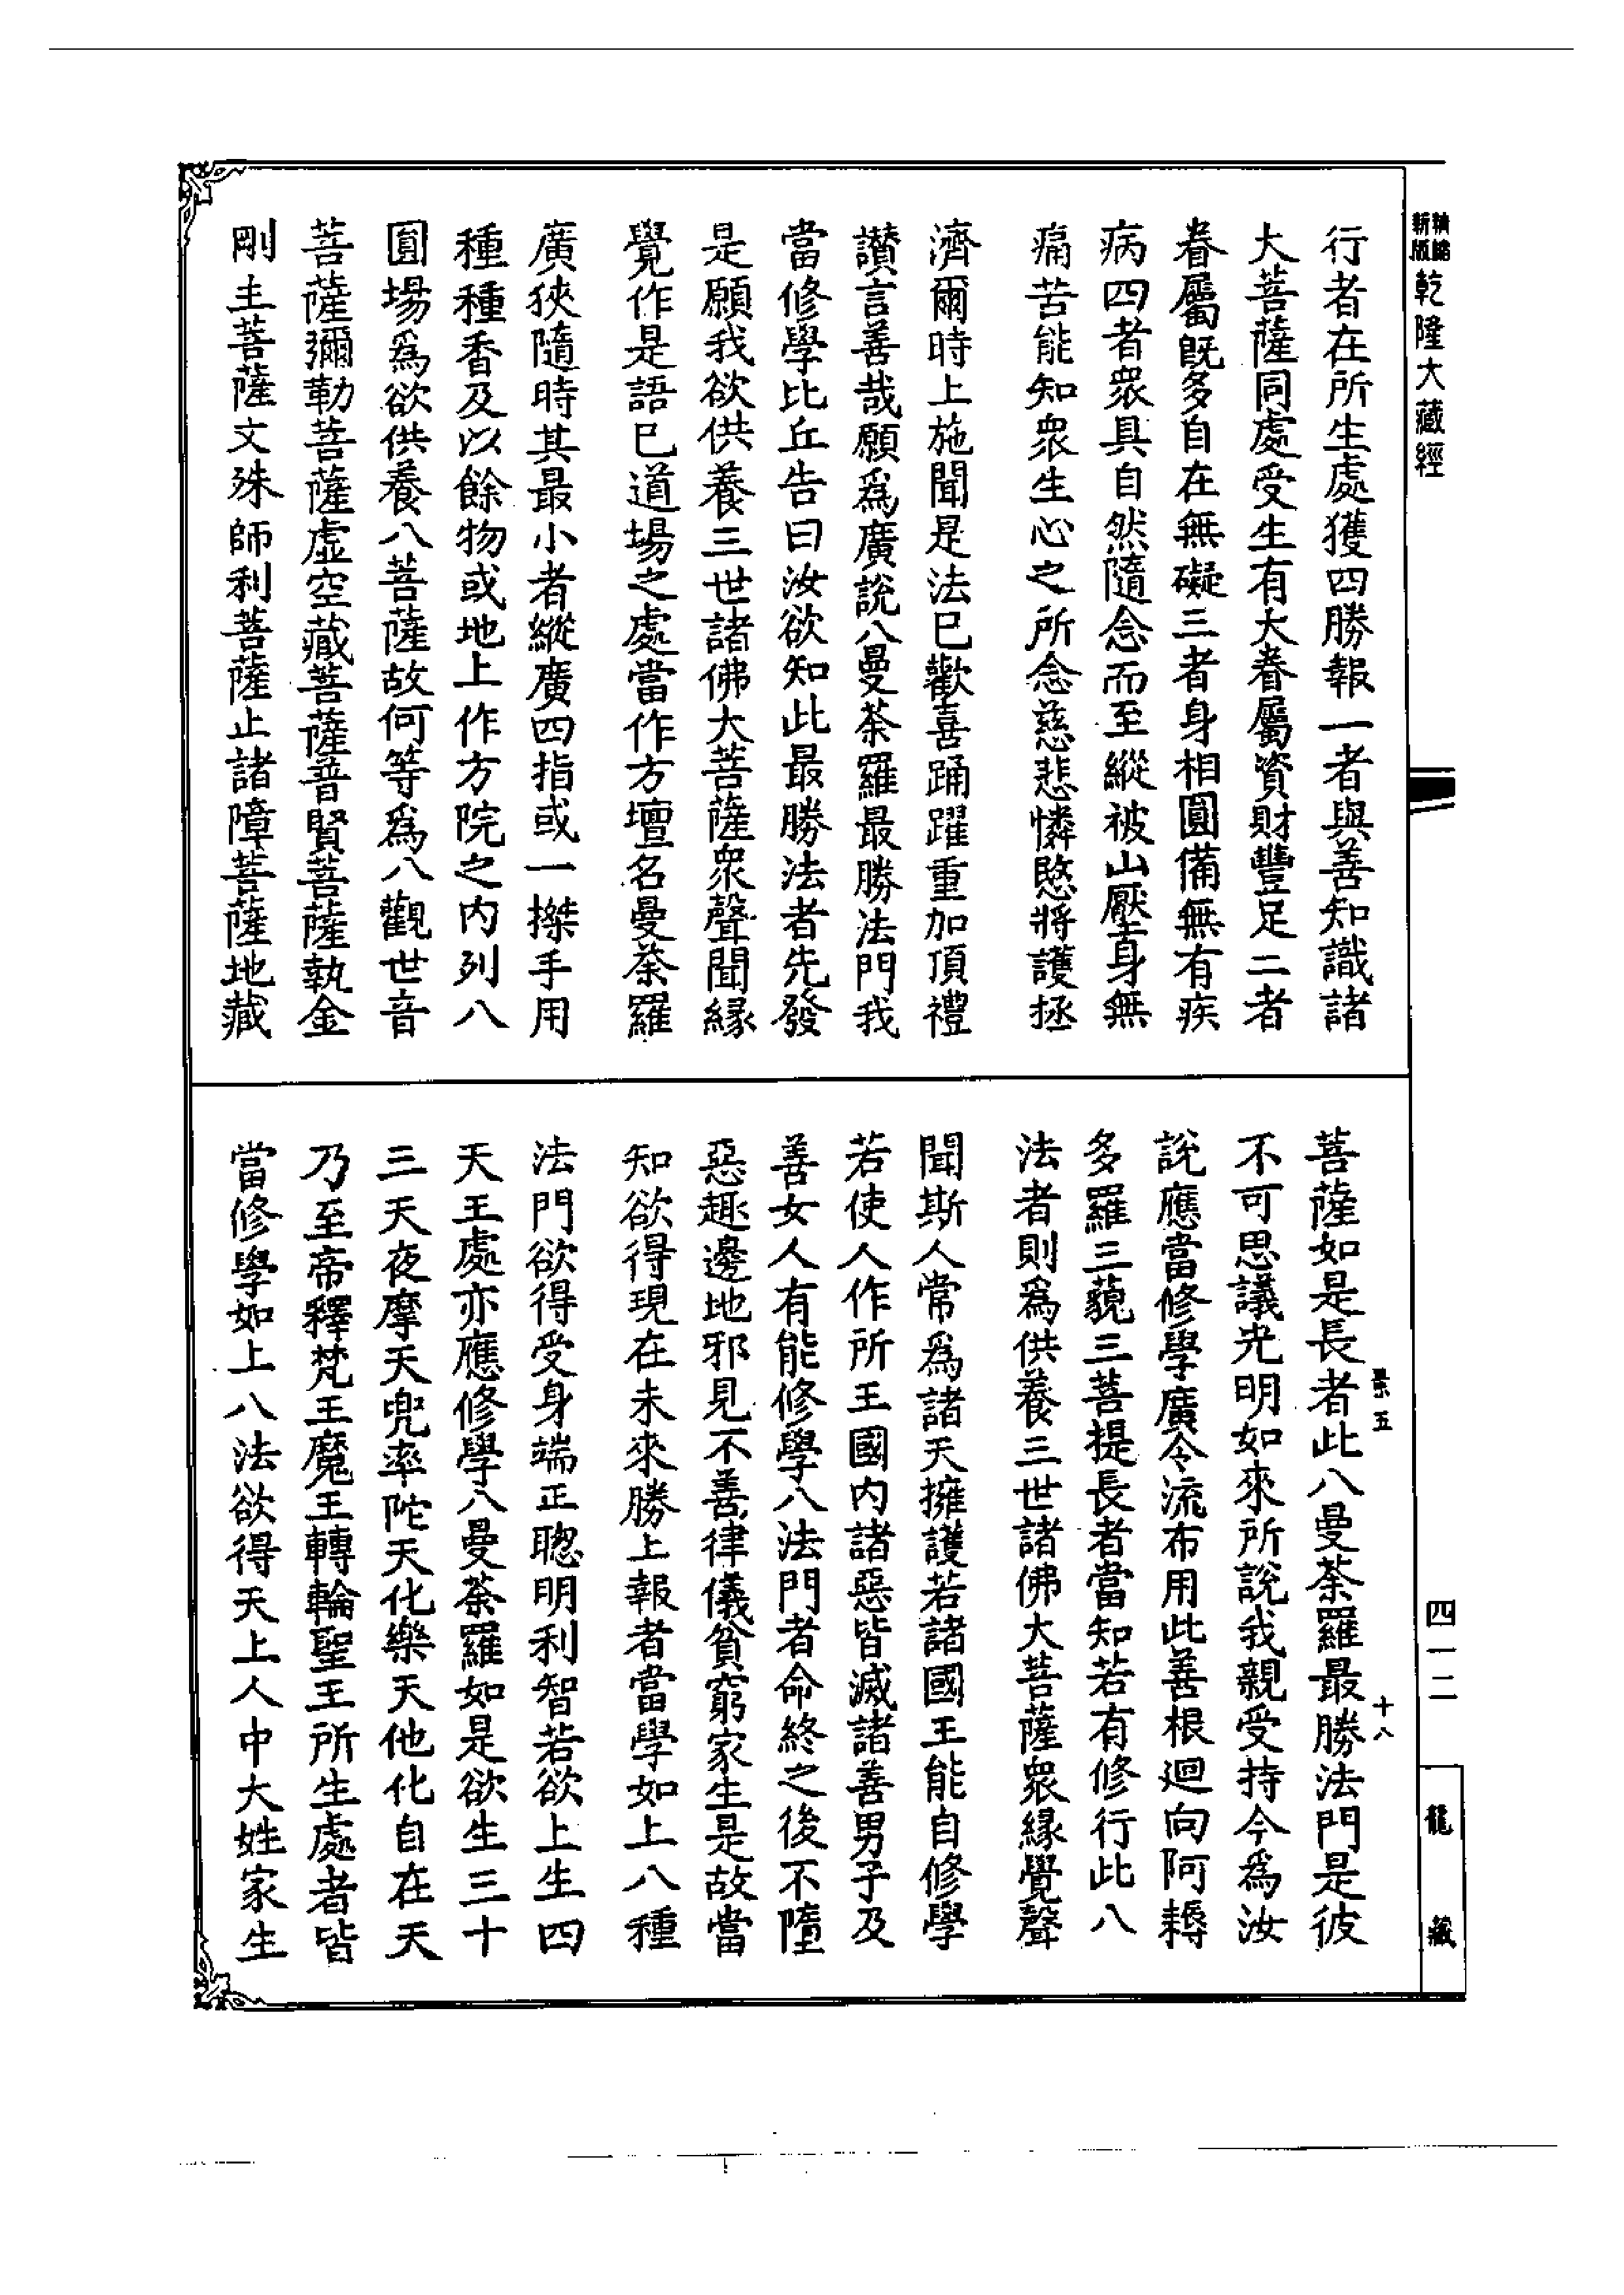 精縮新版乾隆大藏經
行者在所生處獲四勝報一者與善知識諸
大菩薩同處受生有大眷屬資財豐足二者
眷屬既多自在無礙三者身相圓備無有疾
病四者衆具自然隨念而至縱被山壓身無
痛苦能知衆生心之所念慈悲憐愍將護拯
濟爾時上施聞是法已歡喜踊躍重加頂禮
讃言善哉願爲廣說八曼荼羅最勝法門我
當修學比丘告曰汝欲知此最勝法者先發
是願我欲供養三世諸佛大菩薩衆聲聞緣
覺作是語已道場之處當作方壇名曼荼羅
廣狹隨時其最小者縱廣四指或一搩手用
種種香及以餘物或地上作方院之內列八
圓場爲欲供養八菩薩故何等爲八觀世音
菩薩彌勒菩薩虛空藏菩薩普賢菩薩執金
剛主菩薩文殊師利菩薩止諸障菩薩地藏
菩薩如是長者此八曼荼羅最勝法門是彼
不可思議光明如來所說我親受持今爲汝
說應當修學廣令流布用此善根迴向阿耨
多羅三藐三菩提長者當知若有修行此八
法者則爲供養三世諸佛大菩薩衆緣覺聲
聞斯人常爲諸天擁護若諸國王能自修學
若使人作所王國內諸惡皆滅諸善男子及
善女人有能修學八法門者命終之後不墮
惡趣邊地邪見不善律儀貧窮家生是故當
知欲得現在未來勝上報者當學如上八種
法門欲得受身端正聰明利智若欲上生四
天王處亦應修學八曼荼羅如是欲生三十
三天夜摩天兜率陀天化樂天他化自在天
乃至帝釋梵王魔王轉輪聖王所生處者皆
當修學如上八法欲得天上人中大姓家生
景五
十八
四一二
龍藏